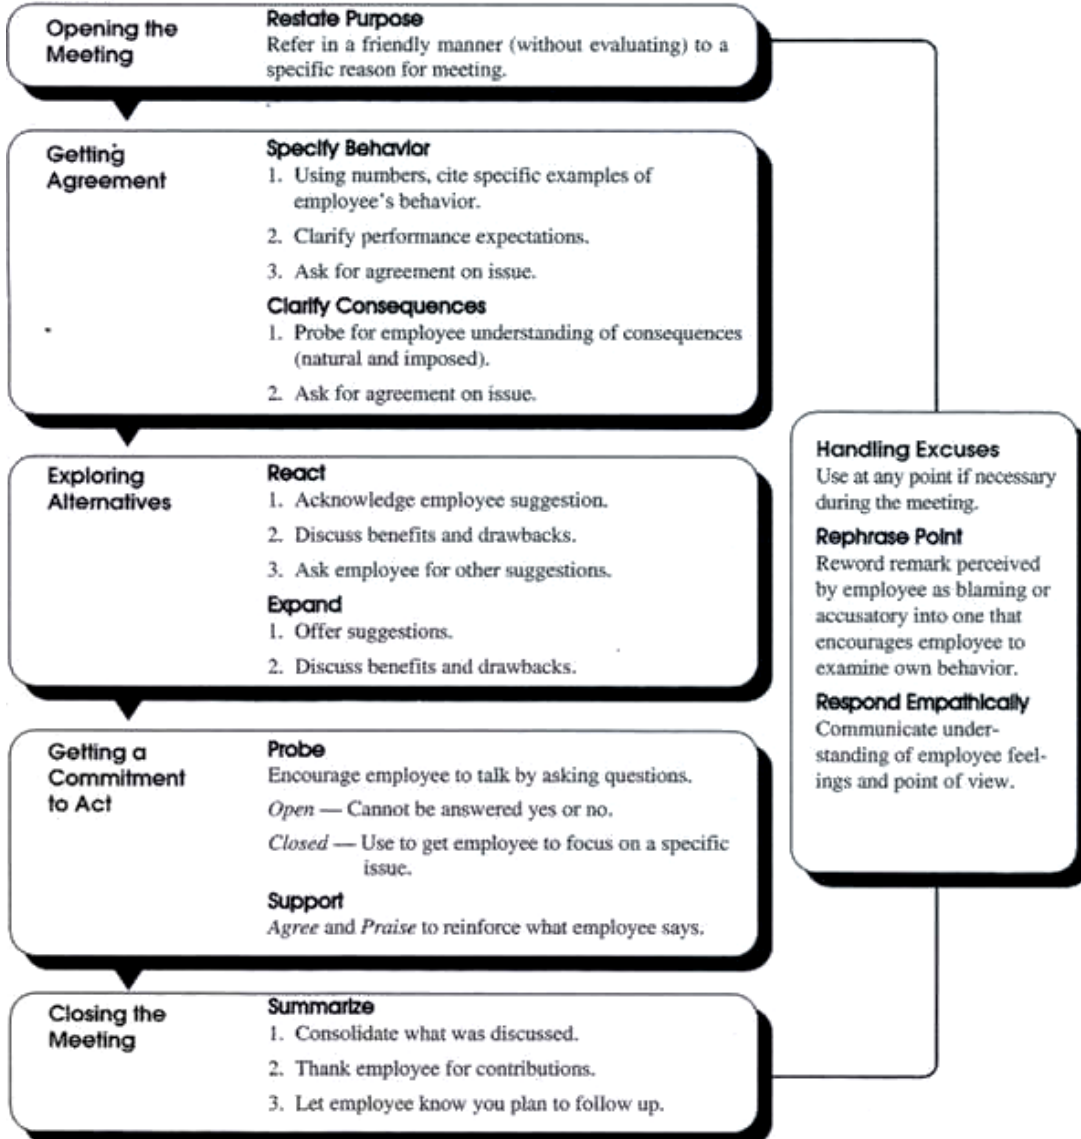 Opening the
Meeting
Restate Purpose
Refer in a friendly manner (without evaluating) to a
specific reason for meeting.
Getting
Agreement
Specify Behavior
1. Using numbers, cite specific examples of
employee's behavior.
2. Clarify performance expectations.
3. Ask for agreement on issue.
Clarify Consequences
1. Probe for employee understanding of consequences
(natural and imposed).
2. Ask for agreement on issue.
Exploring
Alternatives
React
1. Acknowledge employee suggestion.
2. Discuss benefits and drawbacks.
3. Ask employee for other suggestions.
Expand
1. Offer suggestions.
2. Discuss benefits and drawbacks.
Getting a
Commitment
to Act
Probe
Encourage employee to talk by asking questions.
Open — Cannot be answered yes or no.
Closed — Use to get employee to focus on a specific
issue.
Support
Agree and Praise to reinforce what employee says.
Closing the
Meeting
Summarize
1. Consolidate what was discussed.
2. Thank employee for contributions.
3. Let employee know you plan to follow up.
Handling Excuses
Use at any point if necessary
during the meeting.
Rephrase Point
Reword remark perceived
by employee as blaming or
accusatory into one that
encourages employee to
examine own behavior.
Respond Empathically
Communicate under-
standing of employee feel-
ings and point of view.